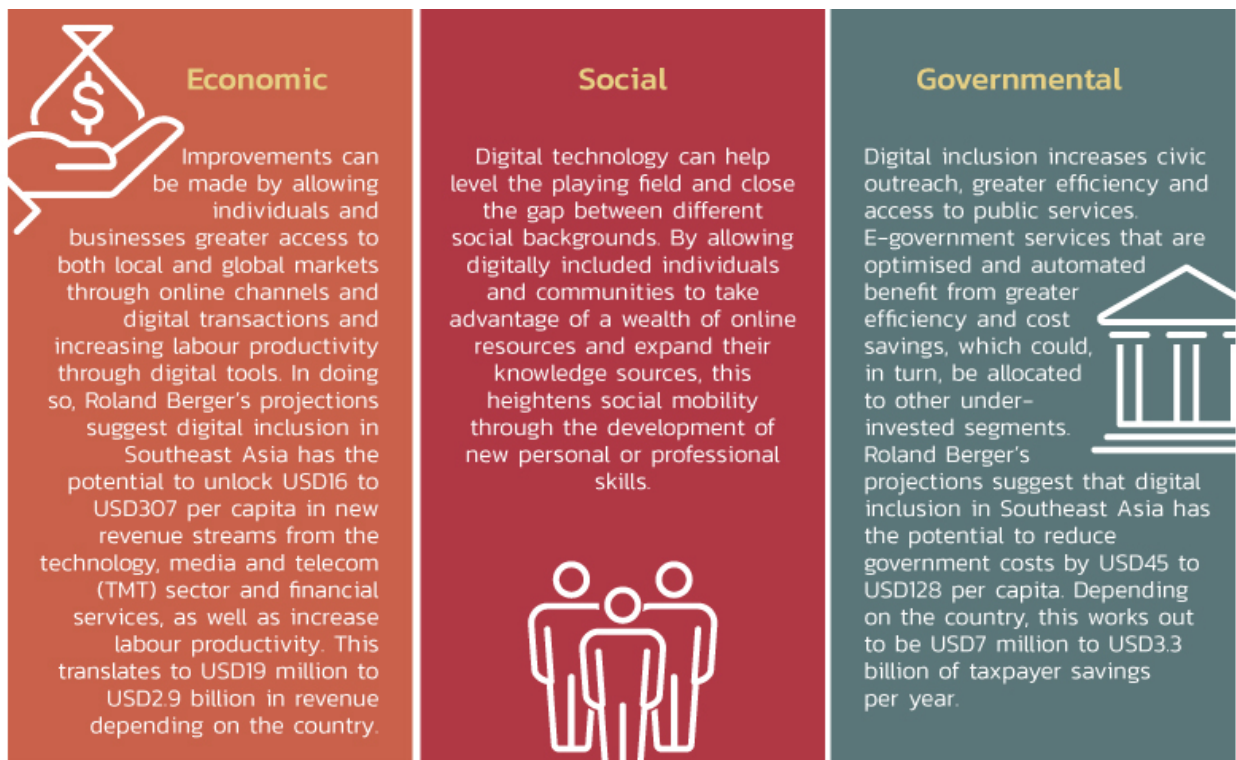 Economic
Improvements can
be made by allowing
individuals and
businesses greater access to
both local and global markets
through online channels and
digital transactions and
increasing labour productivity
through digital tools. In doing
so, Roland Berger's projections
suggest digital inclusion in
Southeast Asia has the
potential to unlock USD16 to
USD307 per capita in new
revenue streams from the
technology, media and telecom
(TMT) sector and financial
services, as well as increase
labour productivity. This
translates to USD19 million to
USD2.9 billion in revenue
depending on the country.
Social
Digital technology can help
level the playing field and close
the gap between different
social backgrounds. By allowing
digitally included individuals
and communities to take
advantage of a wealth of online
resources and expand their
knowledge sources, this
heightens social mobility
through the development of
new personal or professional
skills.
Governmental
Digital inclusion increases civic
outreach, greater efficiency and
access to public services.
E-government services that are
optimised and automated
benefit from greater
efficiency and cost
savings, which could,
in turn, be allocated
to other under-
invested segments.
Roland Berger's
projections suggest that digital
inclusion in Southeast Asia has
the potential to reduce
government costs by USD45 to
USD128 per capita. Depending
on the country, this works out
to be USD7 million to USD3.3
billion of taxpayer savings
per year.